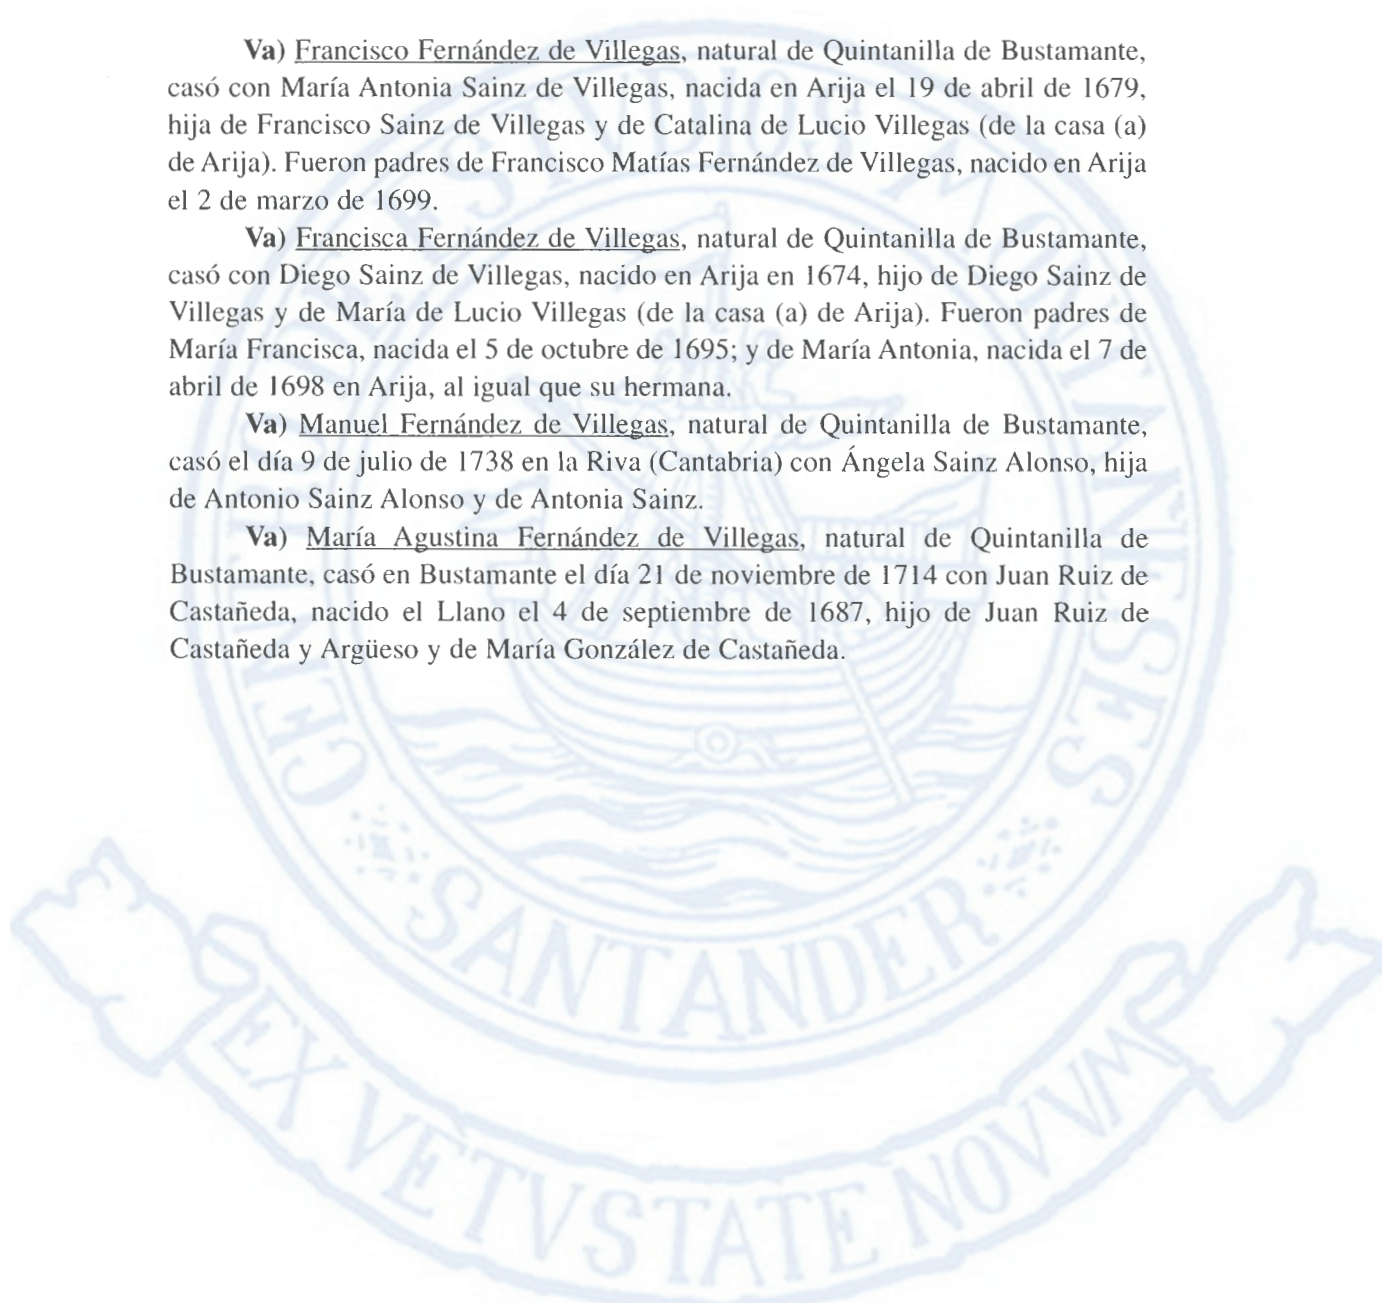 Va) Francisco Fernández de Villegas, natural de Quintanilla de Bustamante,
casó con María Antonia Sainz de Villegas, nacida en Arija el 19 de abril de 1679,
hija de Francisco Sainz de Villegas y de Catalina de Lucio Villegas (de la casa (a)
de Arija). Fueron padres de Francisco Matías Fernández de Villegas, nacido en Arija
el 2 de marzo de 1699.
Va) Francisca Fernández de Villegas, natural de Quintanilla de Bustamante,
casó con Diego Sainz de Villegas, nacido en Arija en 1674, hijo de Diego Sainz de
Villegas y de María de Lucio Villegas (de la casa (a) de Arija). Fueron padres de
María Francisca, nacida el 5 de octubre de 1695; y de María Antonia, nacida el 7 de
abril de 1698 en Arija, al igual que su hermana.
Va) Manuel Fernández de Villegas, natural de Quintanilla de Bustamante,
casó el día 9 de julio de 1738 en la Riva (Cantabria) con Ángela Sainz Alonso, hija
de Antonio Sainz Alonso y de Antonia Sainz.
Va) María Agustina Fernández de Villegas, natural de Quintanilla de
Bustamante, casó en Bustamante el día 21 de noviembre de 1714 con Juan Ruiz de
Castañeda, nacido el Llano el 4 de septiembre de 1687, hijo de Juan Ruiz de
Castañeda y Argüeso y de María González de Castañeda.
CENTRO DE ESTVDIOS MONTAÑESES
SANTANDER
EX VETVSTATE NOVVM